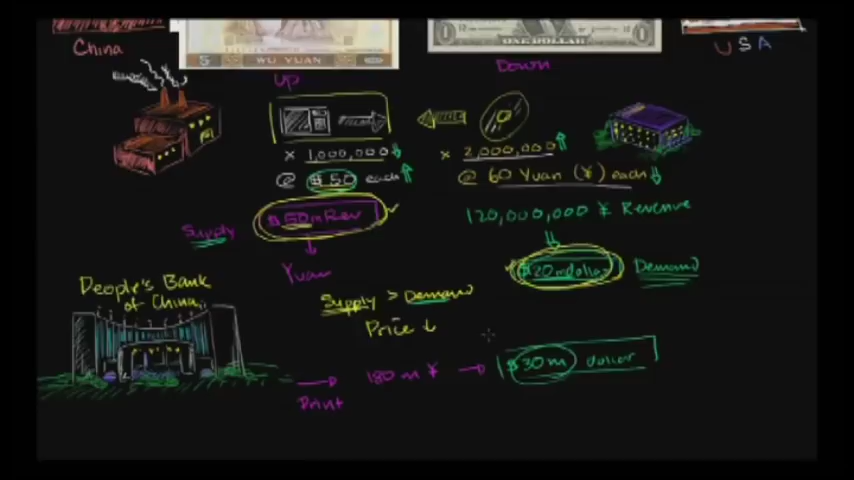 China
5 WU YUAN
ONE DOLLAR
USA
UP
Down
x 1,000,000
x 2,000,000
@ $50 each
@ 60 Yuan (¥) each
$50m Rev
120,000,000 ¥ Revenue
Supply
Yuan
$20m dollars
Demand
People's Bank
of China
Supply > Demand
Price ↓
→ 180 m ¥ → $30m dollar
Print